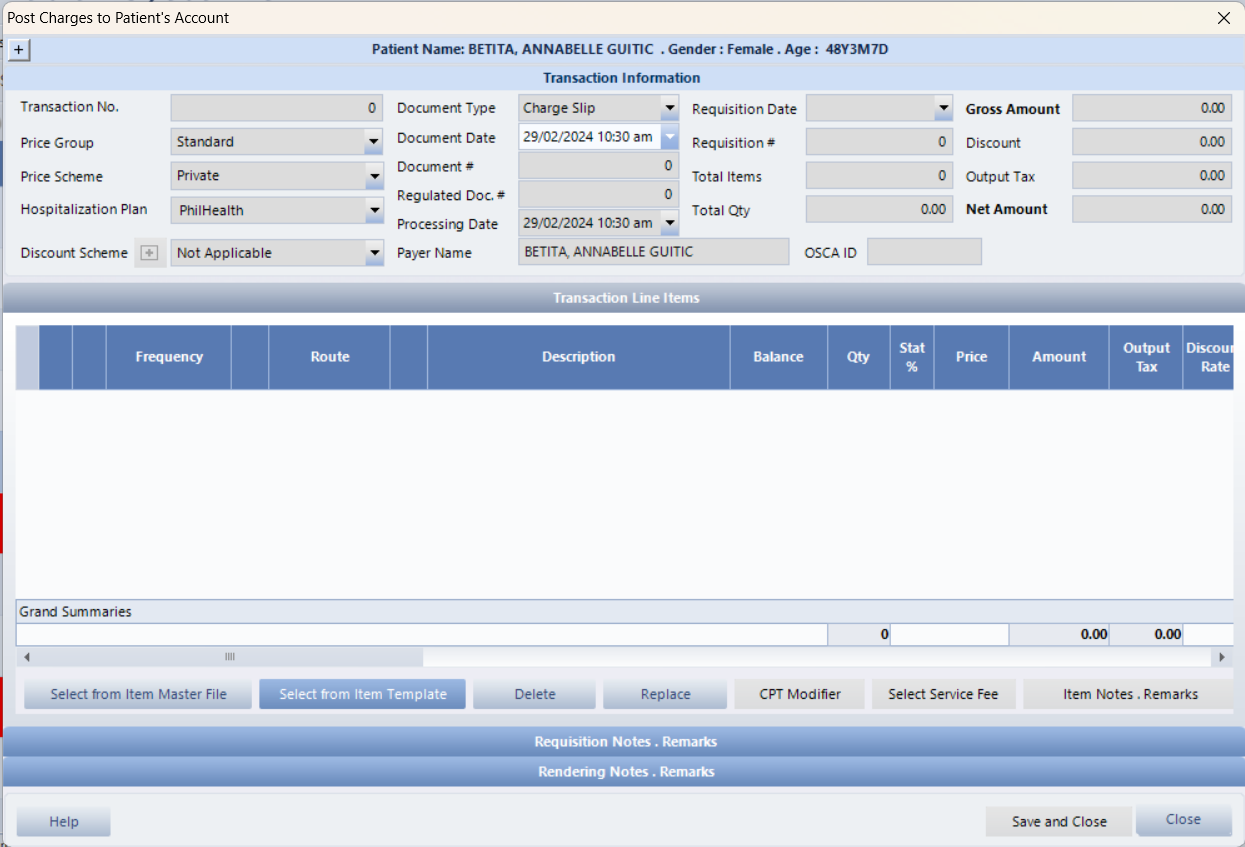 Post Charges to Patient's Account
+
Patient Name: BETITA, ANNABELLE GUITIC . Gender : Female . Age : 48Y3M7D
Transaction Information
Transaction No. 0
Price Group Standard
Price Scheme Private
Hospitalization Plan PhilHealth
Discount Scheme + Not Applicable
Document Type Charge Slip
Document Date 29/02/2024 10:30 am
Document # 0
Regulated Doc. # 0
Processing Date 29/02/2024 10:30 am
Payer Name BETITA, ANNABELLE GUITIC
Requisition Date
Requisition # 0
Total Items 0
Total Qty 0.00
OSCA ID
Gross Amount 0.00
Discount 0.00
Output Tax 0.00
Net Amount 0.00
Transaction Line Items
Frequency Route Description Balance Qty Stat % Price Amount Output Tax Discoun Rate
Grand Summaries
0 0.00 0.00
Select from Item Master File Select from Item Template Delete Replace CPT Modifier Select Service Fee Item Notes . Remarks
Requisition Notes . Remarks
Rendering Notes . Remarks
Help Save and Close Close